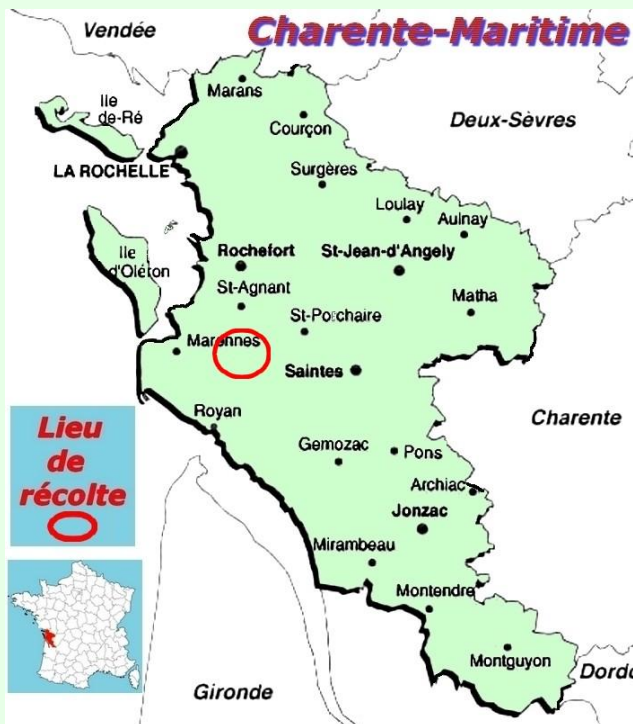 Charente-Maritime
Vendée
Marans
Ile
de-Ré
Courçon
Deux-Sèvres
LA ROCHELLE
Surgères
Loulay
Aulnay
Ile
d'Oléron
Rochefort
St-Jean-d'Angely
St-Agnant
Matha
St-Porchaire
Marennes
Saintes
Royan
Charente
Lieu
de
récolte
Gemozac
Pons
Archiac
Jonzac
Mirambeau
Montendre
Montguyon
Gironde
Dordo